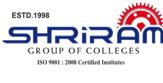 ESTD.1998
SHRIRAM
GROUP OF COLLEGES
ISO 9001 : 2008 Certified Institutes